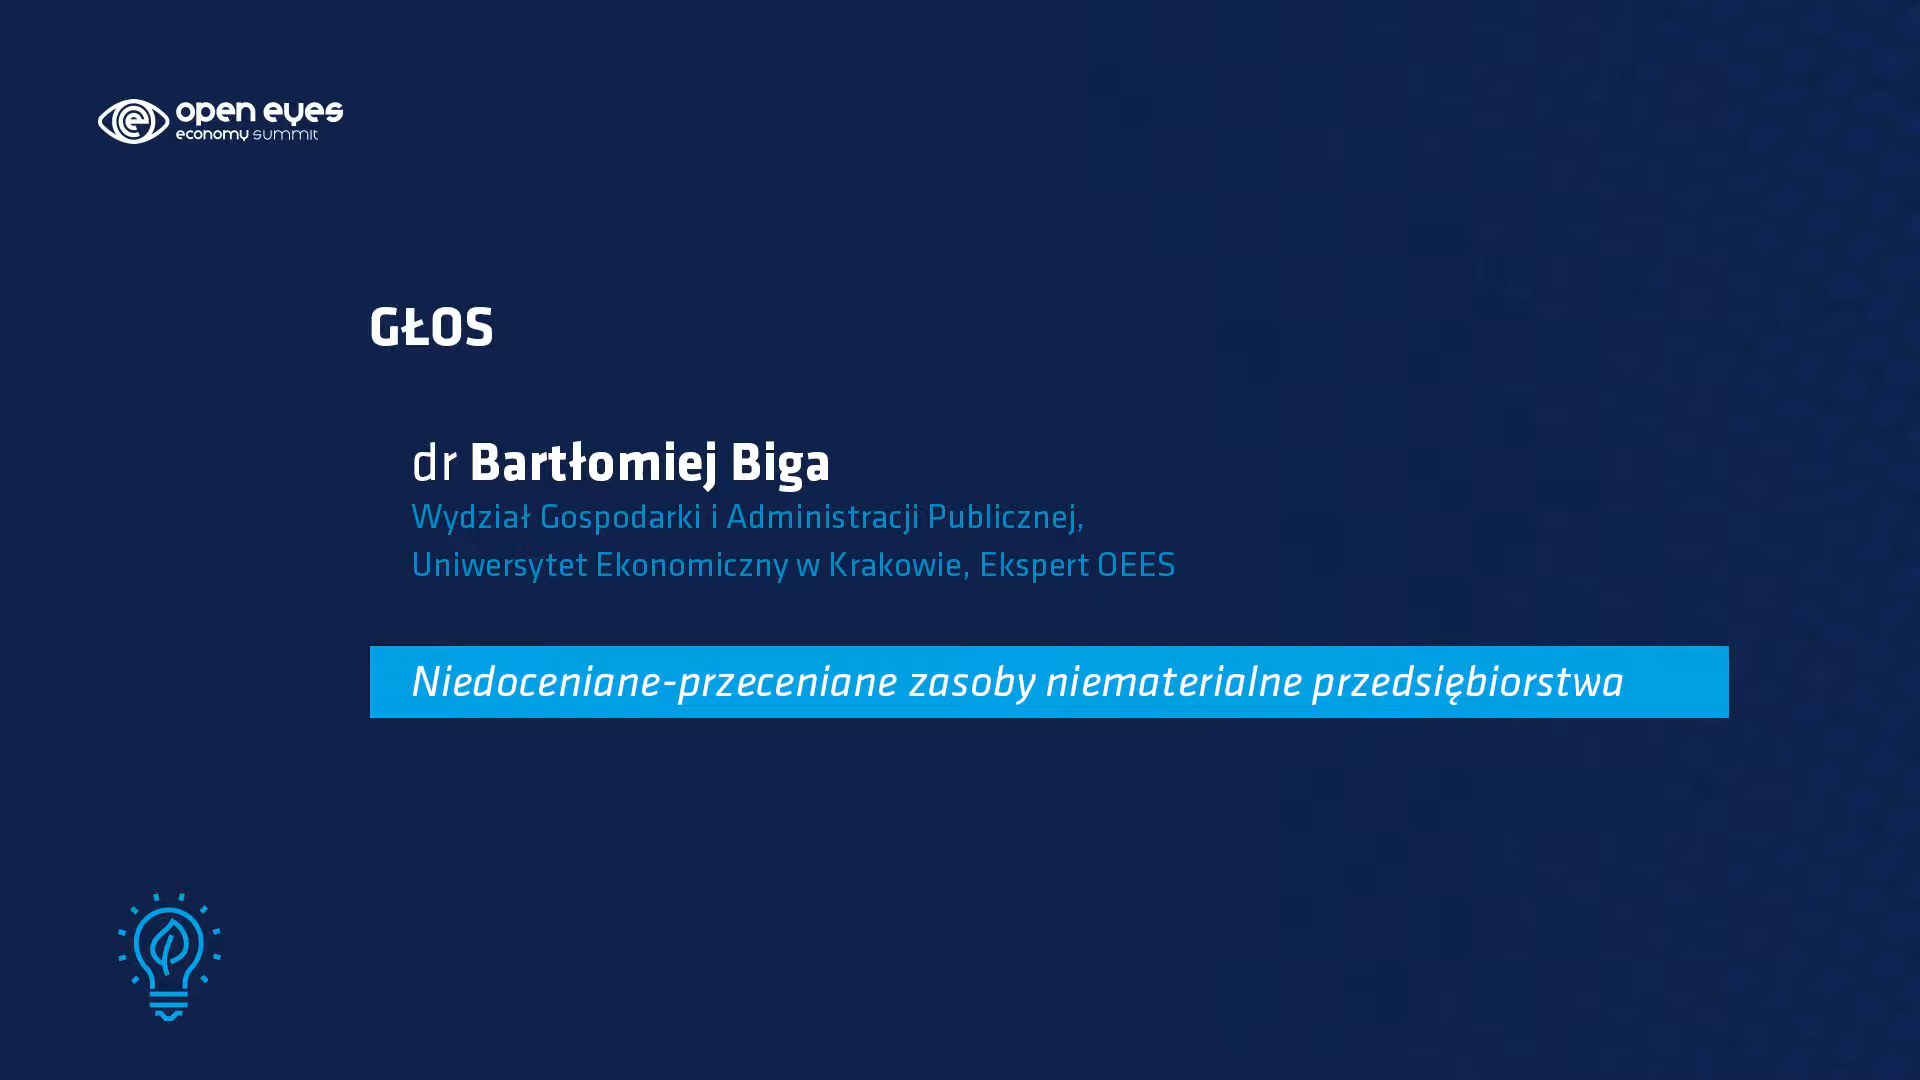 open eyes
economy summit
GŁOS
dr Bartłomiej Biga
Wydział Gospodarki i Administracji Publicznej,
Uniwersytet Ekonomiczny w Krakowie, Ekspert OEES
Niedoceniane-przeceniane zasoby niematerialne przedsiębiorstwa